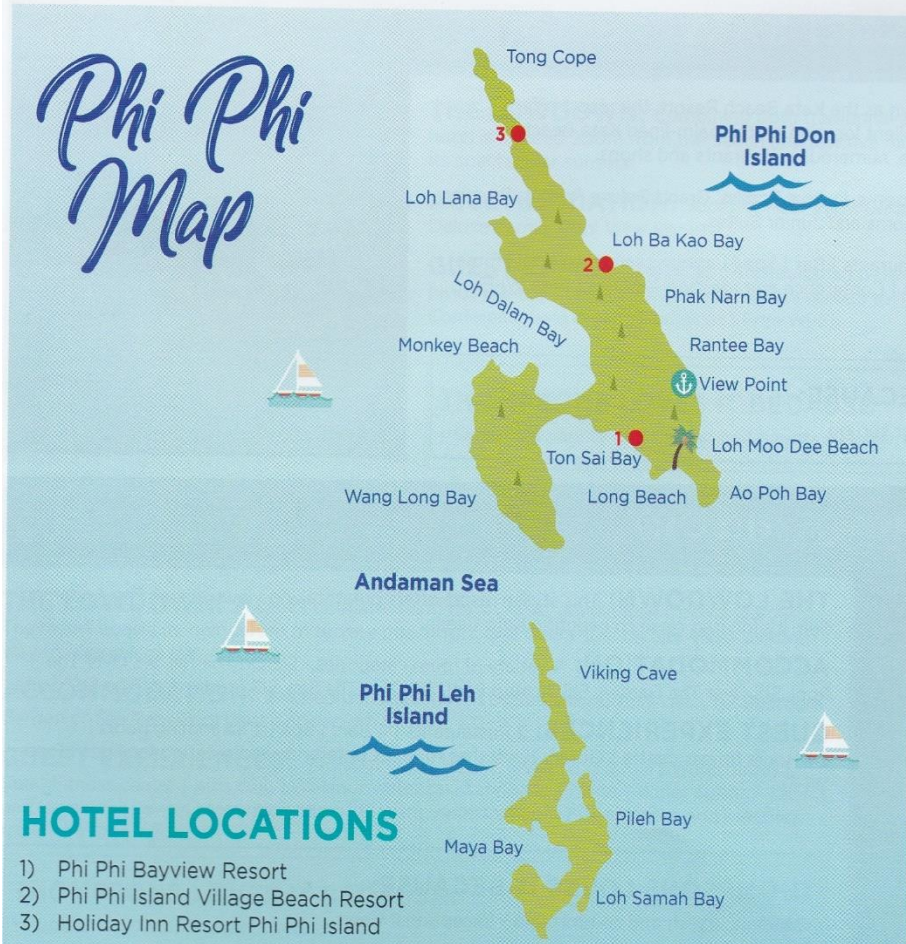 Phi Phi
Map
Tong Cope
3
Phi Phi Don
Island
Loh Lana Bay
Loh Ba Kao Bay
2
Loh Dalam Bay
Phak Narn Bay
Monkey Beach
Rantee Bay
View Point
1
Ton Sai Bay
Loh Moo Dee Beach
Wang Long Bay
Long Beach
Ao Poh Bay
Andaman Sea
Viking Cave
Phi Phi Leh
Island
Pileh Bay
Maya Bay
Loh Samah Bay
HOTEL LOCATIONS
1) Phi Phi Bayview Resort
2) Phi Phi Island Village Beach Resort
3) Holiday Inn Resort Phi Phi Island